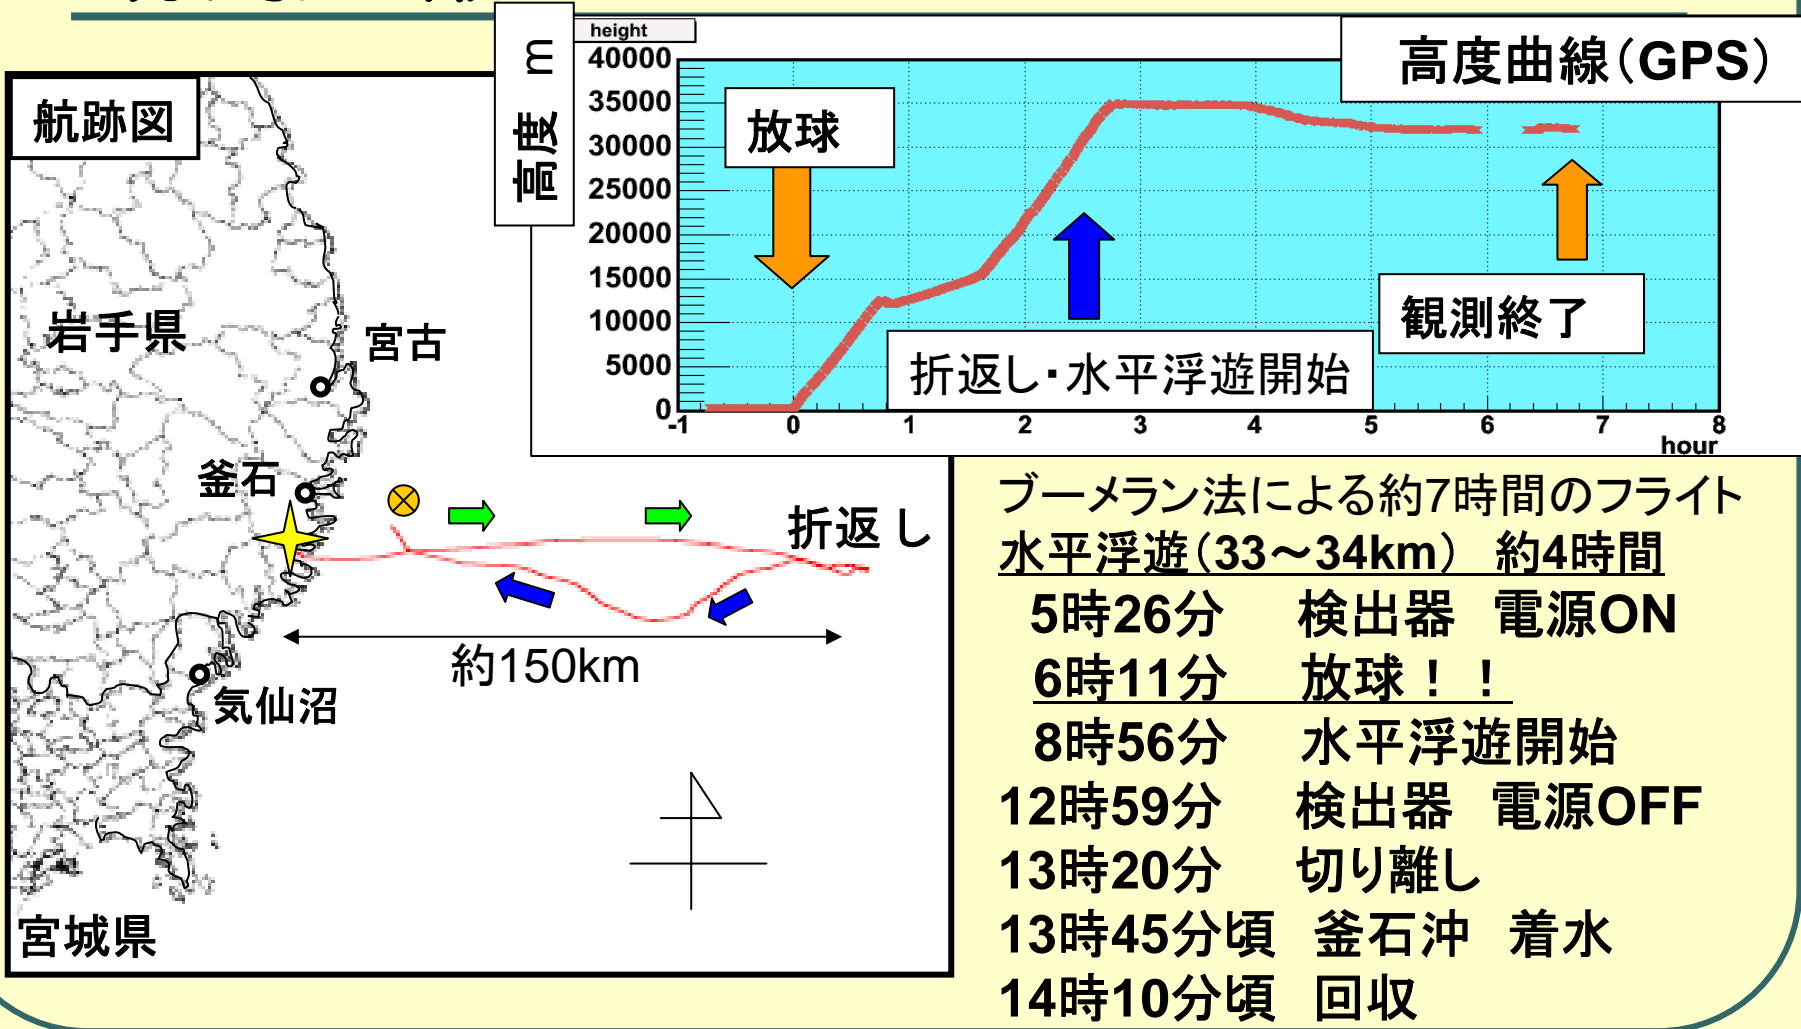 height
高度 m
高度曲線(GPS)
40000
35000
30000
25000
20000
15000
10000
5000
0
-1 0 1 2 3 4 5 6 7 8
hour
放球
折返し・水平浮遊開始
観測終了
航跡図
岩手県
宮古
釜石
折返し
約150km
気仙沼
宮城県
ブーメラン法による約7時間のフライト
水平浮遊(33~34km) 約4時間
5時26分 検出器 電源ON
6時11分 放球!!
8時56分 水平浮遊開始
12時59分 検出器 電源OFF
13時20分 切り離し
13時45分頃 釜石沖 着水
14時10分頃 回収